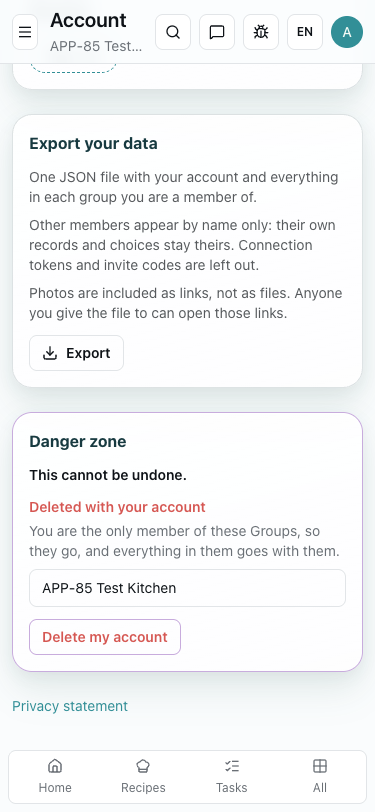 Account
APP-85 Test...
EN
A
Export your data
One JSON file with your account and everything
in each group you are a member of.
Other members appear by name only: their own
records and choices stay theirs. Connection
tokens and invite codes are left out.
Photos are included as links, not as files. Anyone
you give the file to can open those links.
Export
Danger zone
This cannot be undone.
Deleted with your account
You are the only member of these Groups, so
they go, and everything in them goes with them.
APP-85 Test Kitchen
Delete my account
Privacy statement
Home
Recipes
Tasks
All